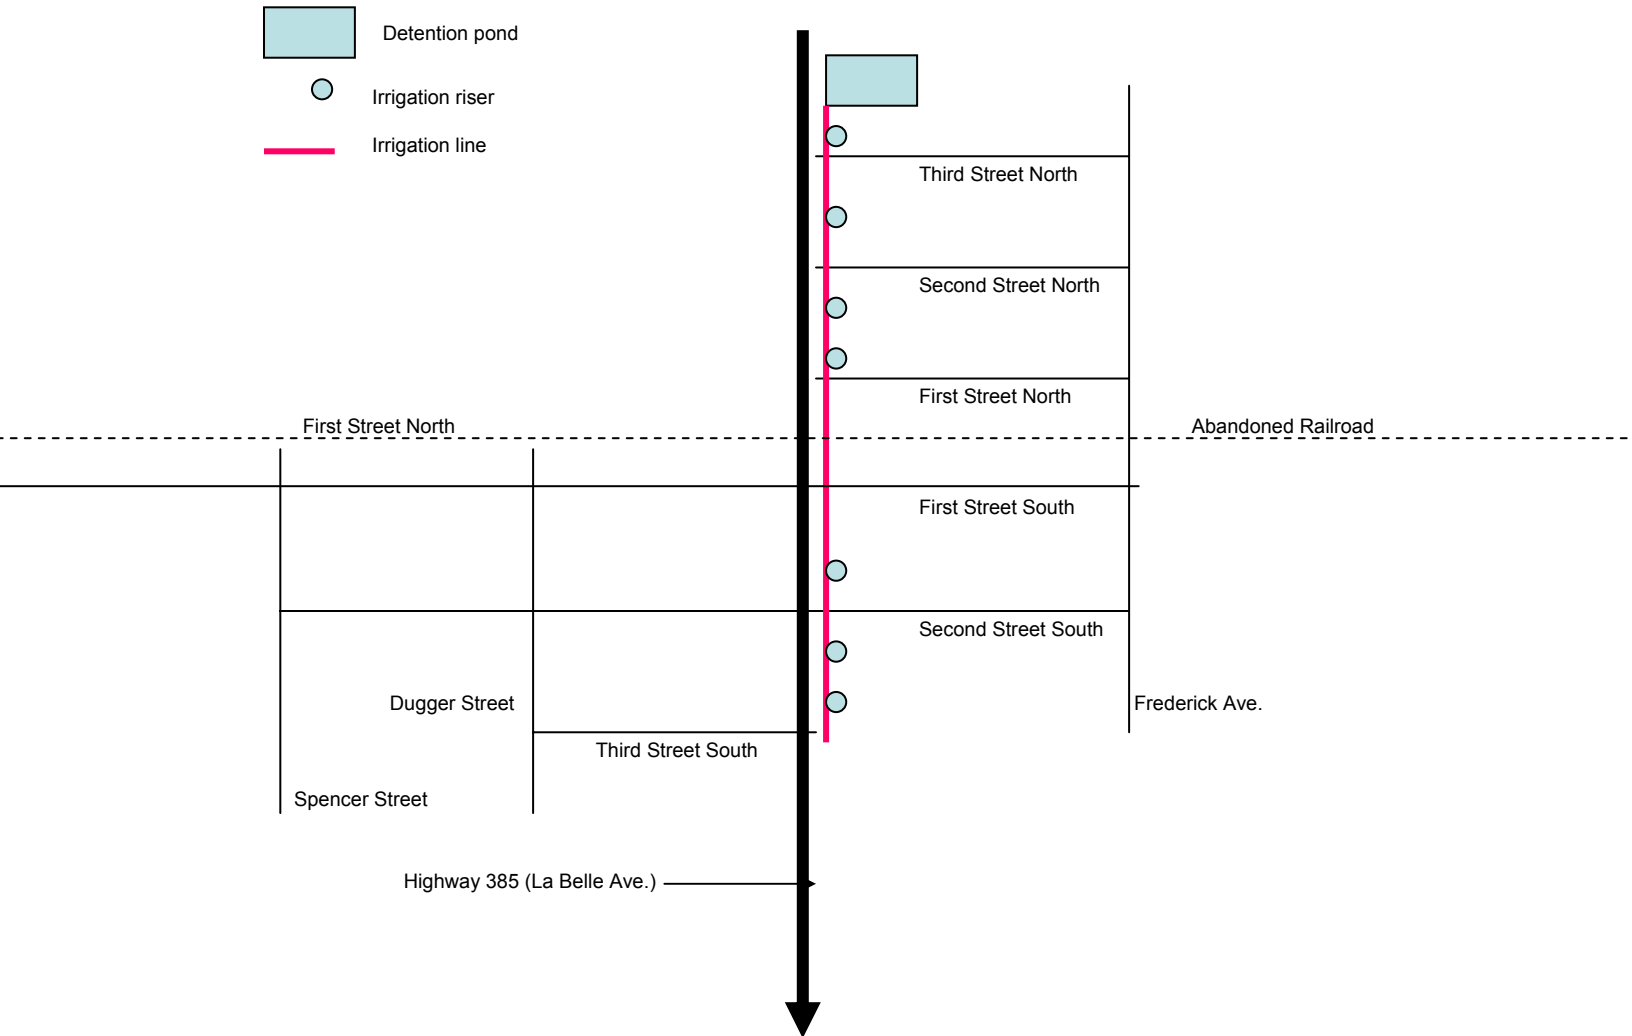 Detention pond
Irrigation riser
Irrigation line
Third Street North
Second Street North
First Street North
First Street North
Abandoned Railroad
First Street South
Second Street South
Dugger Street
Frederick Ave.
Third Street South
Spencer Street
Highway 385 (La Belle Ave.)